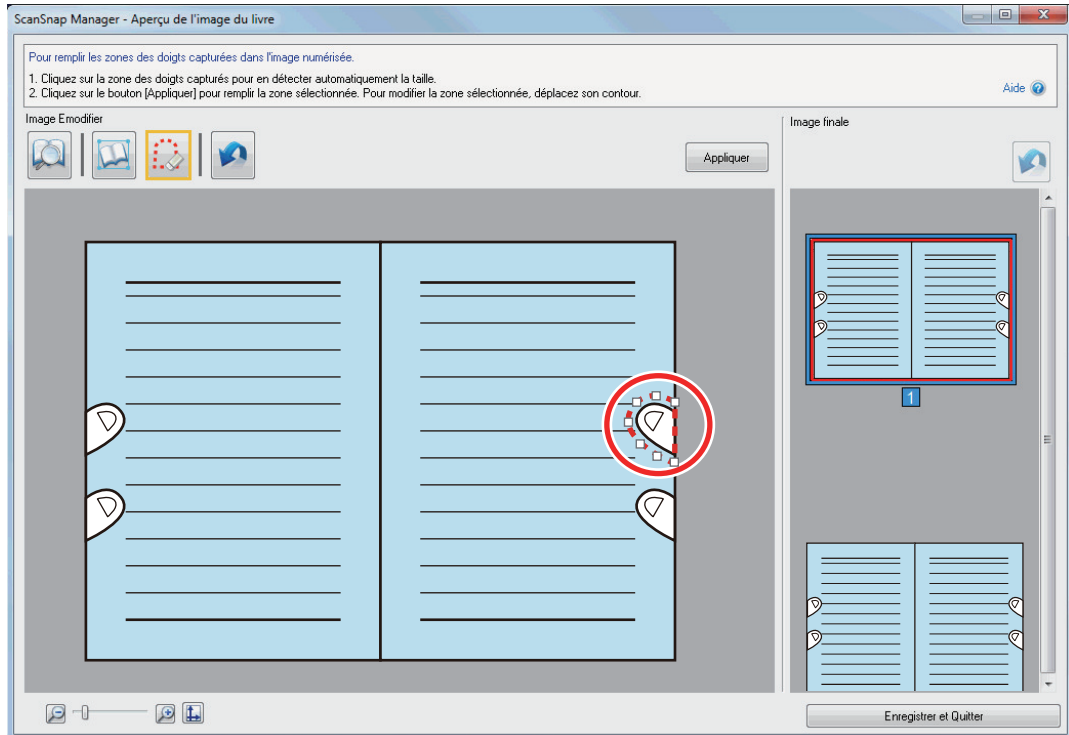 ScanSnap Manager - Aperçu de l'image du livre
Pour remplir les zones des doigts capturées dans l'image numérisée.
1. Cliquez sur la zone des doigts capturés pour en détecter automatiquement la taille.
2. Cliquez sur le bouton [Appliquer] pour remplir la zone sélectionnée. Pour modifier la zone sélectionnée, déplacez son contour.
Aide
Image Emodifier
Appliquer
Image finale
1
Enregistrer et Quitter